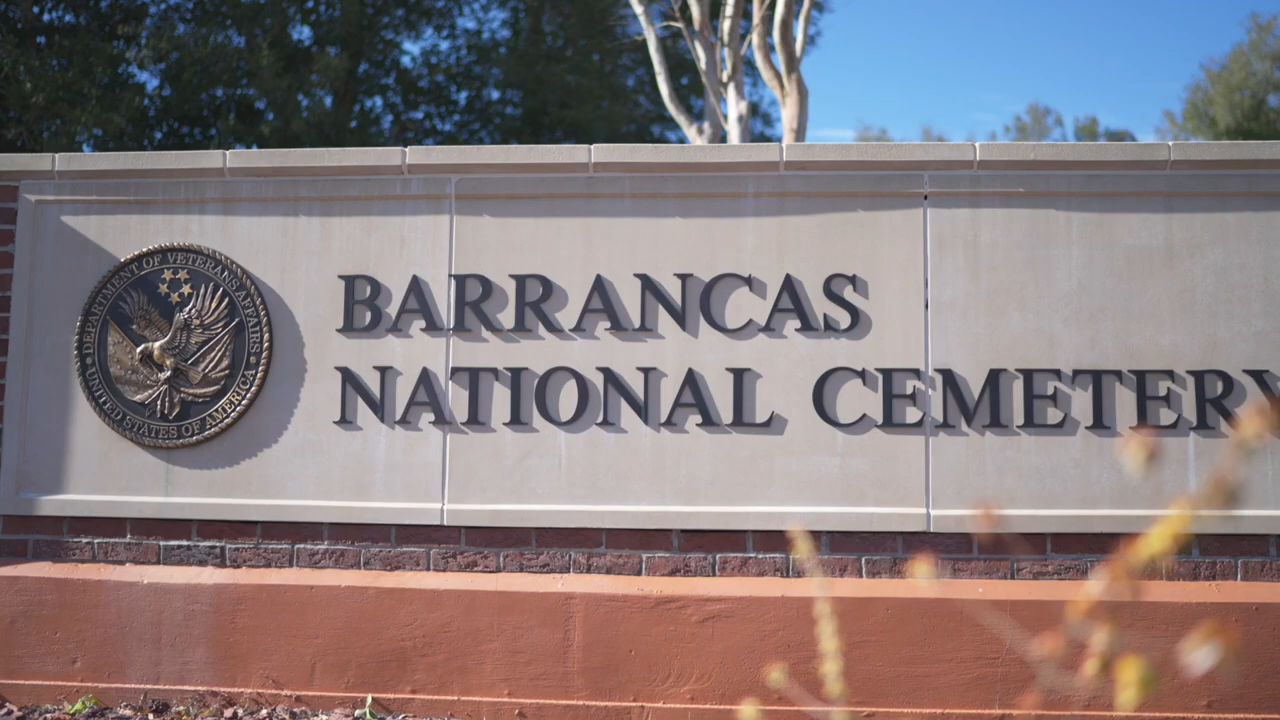 DEPARTMENT OF VETERANS AFFAIRS
UNITED STATES OF AMERICA
BARRANCAS
NATIONAL CEMETERY